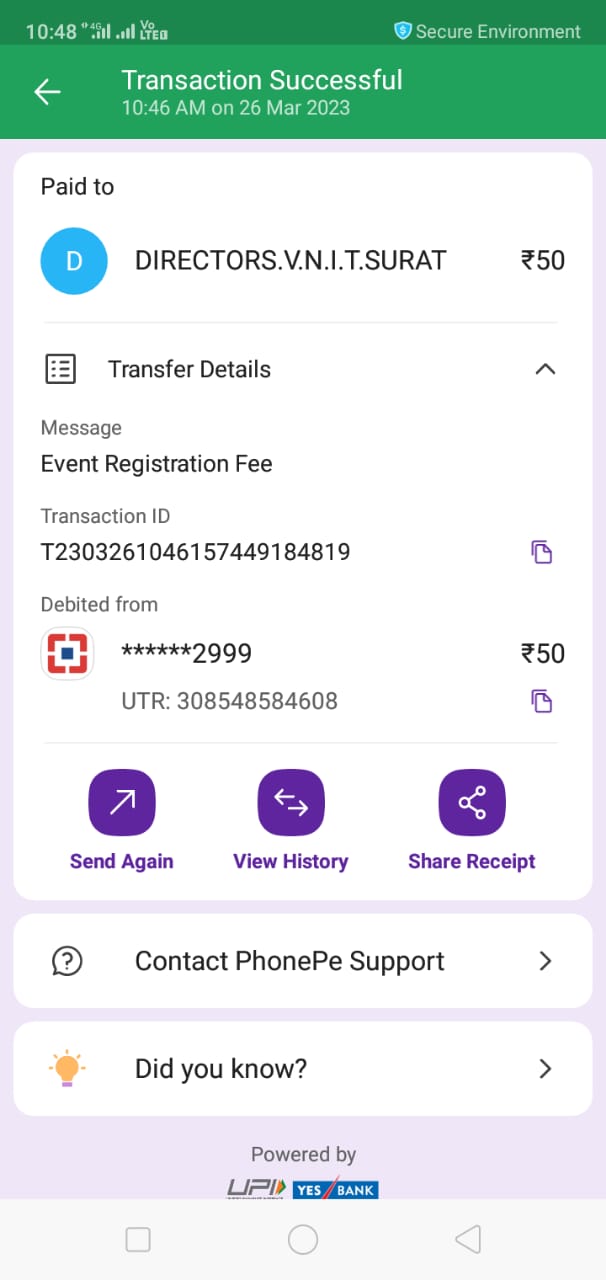 10:48 4G Vo LTE Secure Environment
Transaction Successful
10:46 AM on 26 Mar 2023
Paid to
D DIRECTORS.V.N.I.T.SURAT ₹50
Transfer Details
Message
Event Registration Fee
Transaction ID
T2303261046157449184819
Debited from
******2999 ₹50
UTR: 308548584608
Send Again View History Share Receipt
Contact PhonePe Support
Did you know?
Powered by
UPI YES BANK